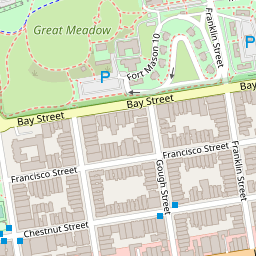 Great Meadow
Fort Mason 10
Franklin Street
P
P
Bay Street
Bay Street
Bay
Francisco Street
Francisco Street
Franklin Street
Gough Street
Chestnut Street